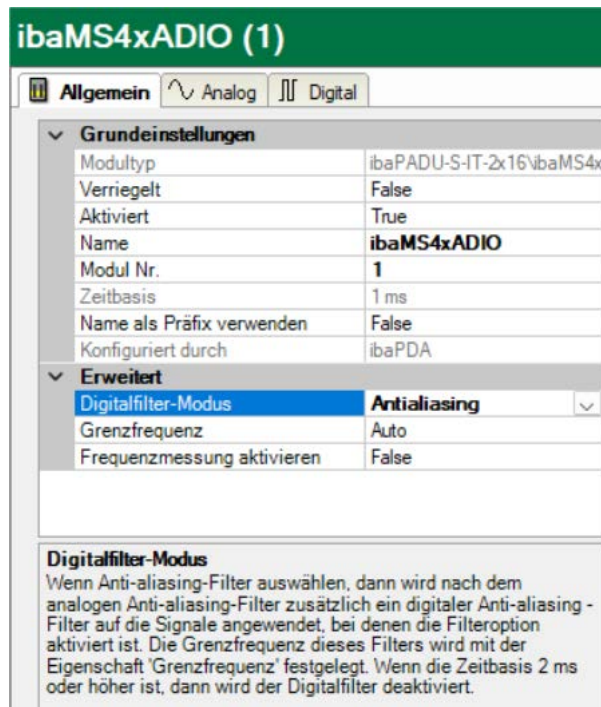 ibaMS4xADIO (1)
Allgemein Analog Digital
Grundeinstellungen
Modultyp ibaPADU-S-IT-2x16\ibaMS4x
Verriegelt False
Aktiviert True
Name ibaMS4xADIO
Modul Nr. 1
Zeitbasis 1 ms
Name als Präfix verwenden False
Konfiguriert durch ibaPDA
Erweitert
Digitalfilter-Modus Antialiasing
Grenzfrequenz Auto
Frequenzmessung aktivieren False
Digitalfilter-Modus
Wenn Anti-aliasing-Filter auswählen, dann wird nach dem
analogen Anti-aliasing-Filter zusätzlich ein digitaler Anti-aliasing -
Filter auf die Signale angewendet, bei denen die Filteroption
aktiviert ist. Die Grenzfrequenz dieses Filters wird mit der
Eigenschaft 'Grenzfrequenz' festgelegt. Wenn die Zeitbasis 2 ms
oder höher ist, dann wird der Digitalfilter deaktiviert.